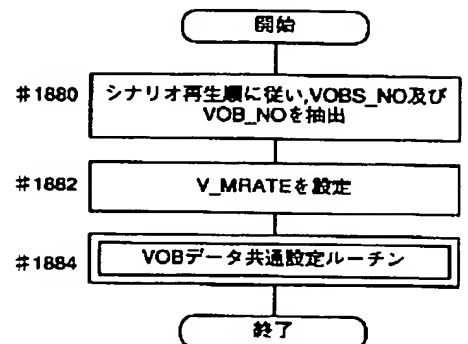 開始
#1880
シナリオ再生順に従い,VOBS_NO及び
VOB_NOを抽出
#1882
V_MRATEを設定
#1884
VOBデータ共通設定ルーチン
終了